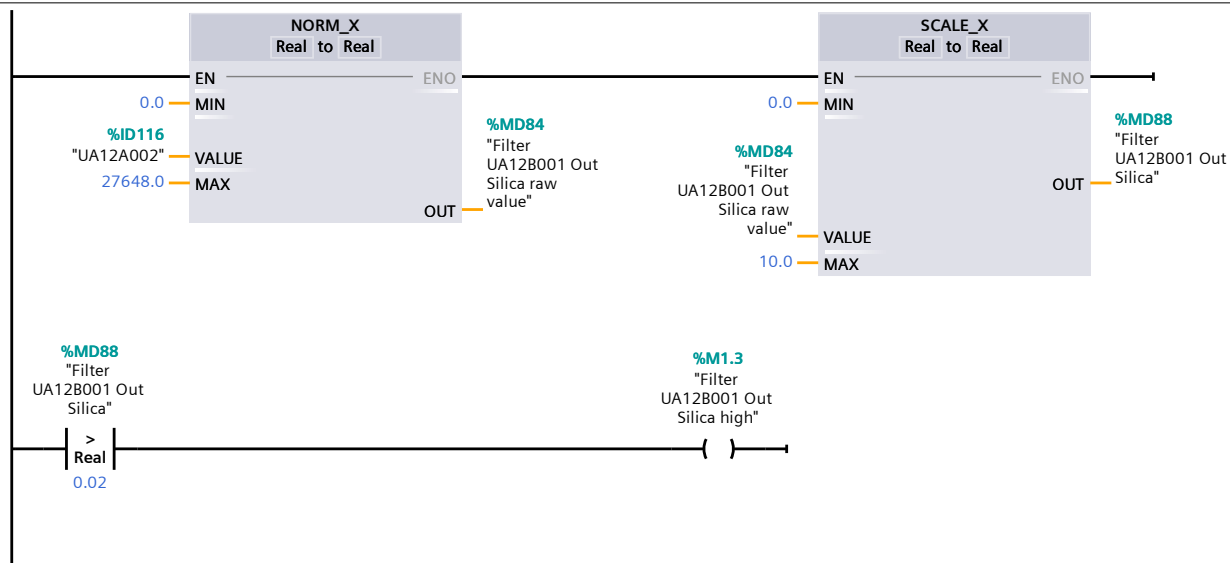 NORM_X
Real to Real
EN
ENO
0.0
MIN
%ID116
"UA12A002"
VALUE
27648.0
MAX
OUT
%MD84
"Filter
UA12B001 Out
Silica raw
value"
SCALE_X
Real to Real
EN
ENO
0.0
MIN
%MD84
"Filter
UA12B001 Out
Silica raw
value"
VALUE
10.0
MAX
OUT
%MD88
"Filter
UA12B001 Out
Silica"
%MD88
"Filter
UA12B001 Out
Silica"
>
Real
0.02
%M1.3
"Filter
UA12B001 Out
Silica high"
( )